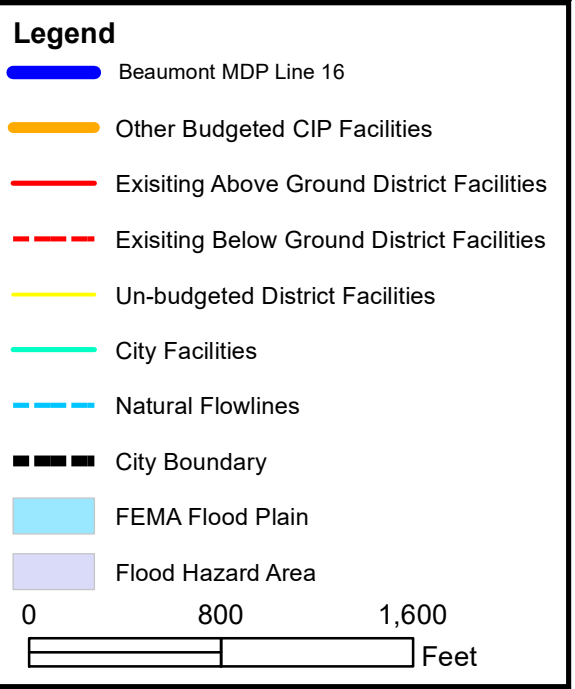 Legend
Beaumont MDP Line 16
Other Budgeted CIP Facilities
Exisiting Above Ground District Facilities
Exisiting Below Ground District Facilities
Un-budgeted District Facilities
City Facilities
Natural Flowlines
City Boundary
FEMA Flood Plain
Flood Hazard Area
0 800 1,600
Feet